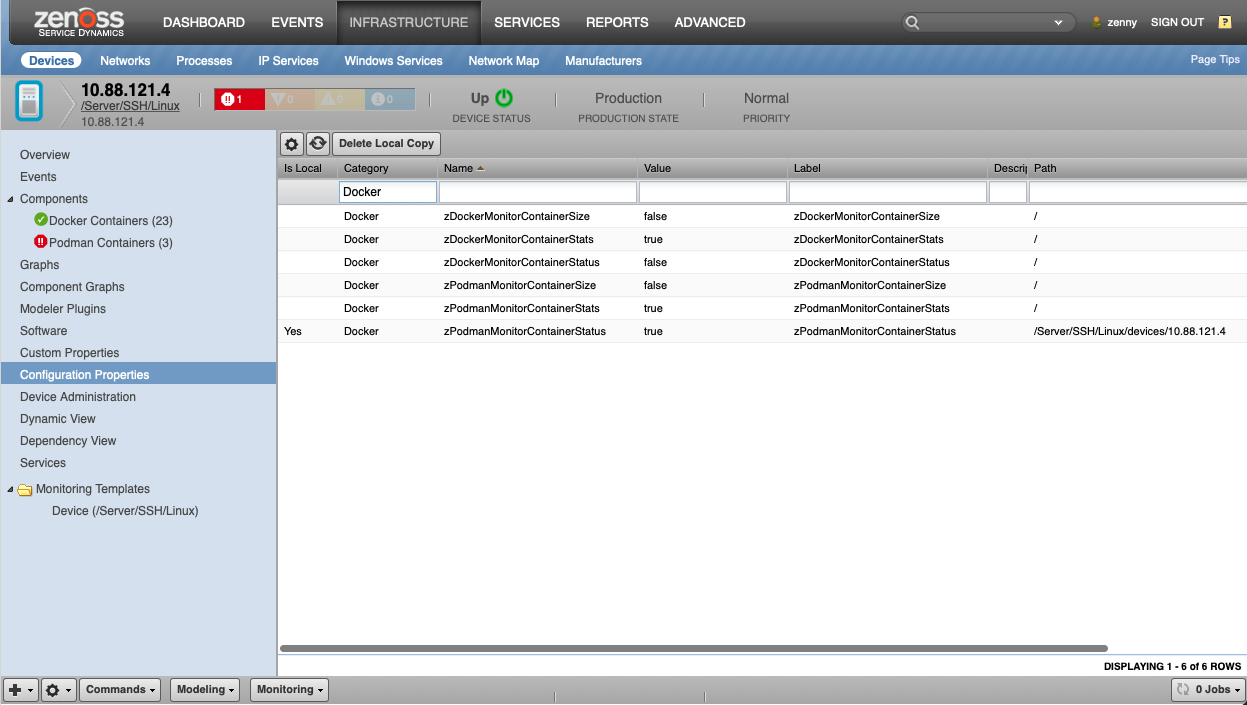 zenoss
SERVICE DYNAMICS
DASHBOARD EVENTS INFRASTRUCTURE SERVICES REPORTS ADVANCED
zenny SIGN OUT ?
Devices Networks Processes IP Services Windows Services Network Map Manufacturers Page Tips
10.88.121.4
/Server/SSH/Linux
10.88.121.4
1 0 0 0
Up
DEVICE STATUS
Production
PRODUCTION STATE
Normal
PRIORITY
Overview
Events
Components
Docker Containers (23)
Podman Containers (3)
Graphs
Component Graphs
Modeler Plugins
Software
Custom Properties
Configuration Properties
Device Administration
Dynamic View
Dependency View
Services
Monitoring Templates
Device (/Server/SSH/Linux)
Delete Local Copy
Is Local Category Name Value Label Descrip Path
Docker
Docker zDockerMonitorContainerSize false zDockerMonitorContainerSize /
Docker zDockerMonitorContainerStats true zDockerMonitorContainerStats /
Docker zDockerMonitorContainerStatus false zDockerMonitorContainerStatus /
Docker zPodmanMonitorContainerSize false zPodmanMonitorContainerSize /
Docker zPodmanMonitorContainerStats true zPodmanMonitorContainerStats /
Yes Docker zPodmanMonitorContainerStatus true zPodmanMonitorContainerStatus /Server/SSH/Linux/devices/10.88.121.4
DISPLAYING 1 - 6 of 6 ROWS
Commands Modeling Monitoring 0 Jobs